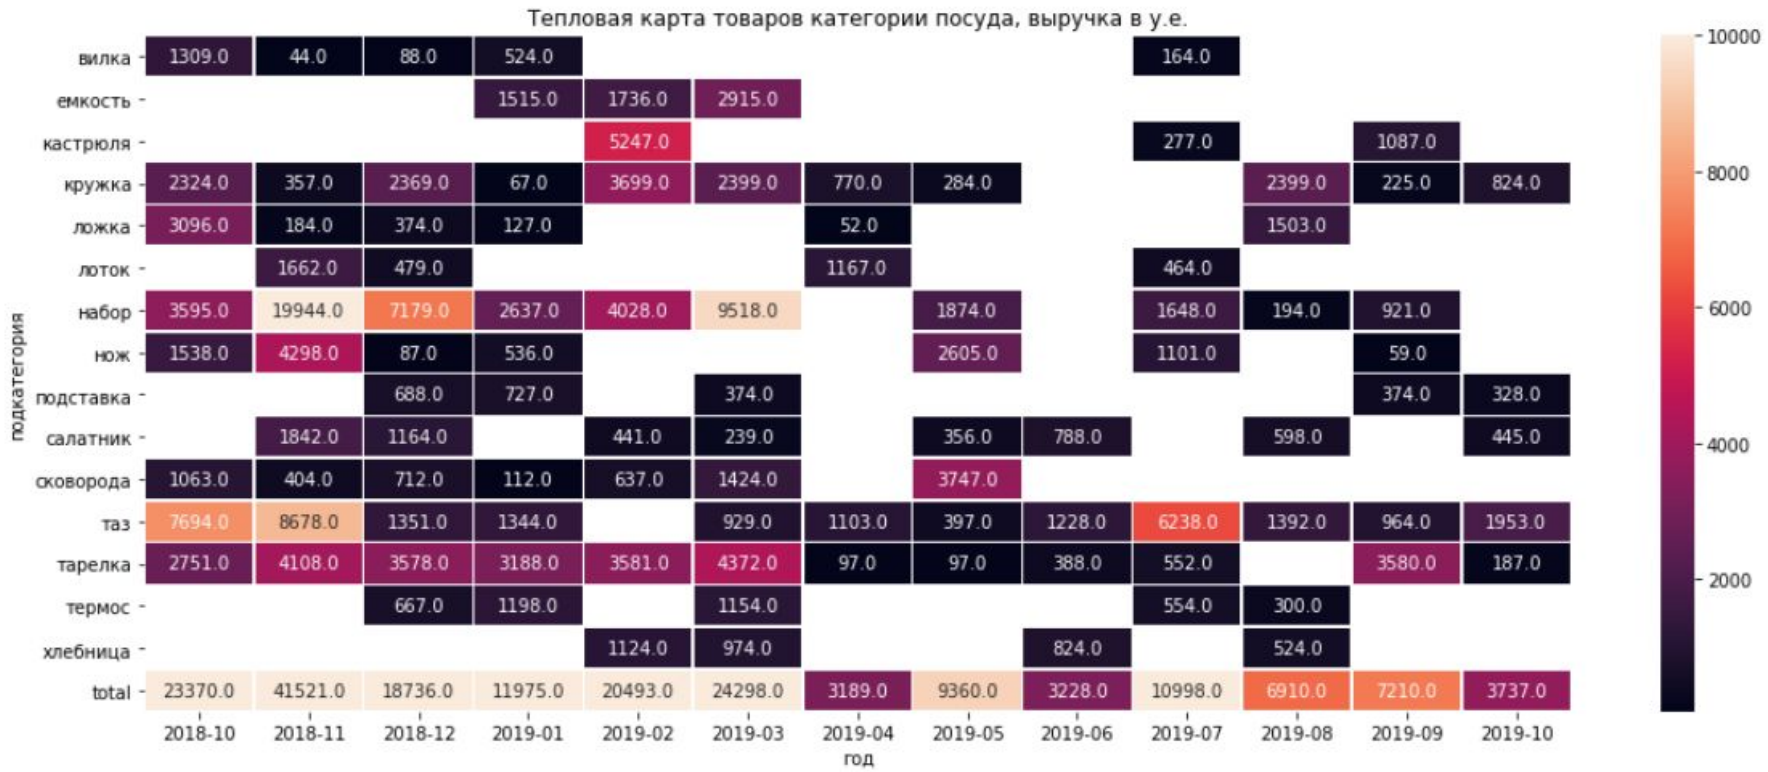 Тепловая карта товаров категории посуда, выручка в у.е.
вилка 1309.0 44.0 88.0 524.0 164.0
емкость 1515.0 1736.0 2915.0
кастрюля 5247.0 277.0 1087.0
кружка 2324.0 357.0 2369.0 67.0 3699.0 2399.0 770.0 284.0 2399.0 225.0 824.0
ложка 3096.0 184.0 374.0 127.0 52.0 1503.0
лоток 1662.0 479.0 1167.0 464.0
набор 3595.0 19944.0 7179.0 2637.0 4028.0 9518.0 1874.0 1648.0 194.0 921.0
нож 1538.0 4298.0 87.0 536.0 2605.0 1101.0 59.0
подставка 688.0 727.0 374.0 374.0 328.0
салатник 1842.0 1164.0 441.0 239.0 356.0 788.0 598.0 445.0
сковорода 1063.0 404.0 712.0 112.0 637.0 1424.0 3747.0
таз 7694.0 8678.0 1351.0 1344.0 929.0 1103.0 397.0 1228.0 6238.0 1392.0 964.0 1953.0
тарелка 2751.0 4108.0 3578.0 3188.0 3581.0 4372.0 97.0 97.0 388.0 552.0 3580.0 187.0
термос 667.0 1198.0 1154.0 554.0 300.0
хлебница 1124.0 974.0 824.0 524.0
total 23370.0 41521.0 18736.0 11975.0 20493.0 24298.0 3189.0 9360.0 3228.0 10998.0 6910.0 7210.0 3737.0
2018-10 2018-11 2018-12 2019-01 2019-02 2019-03 2019-04 2019-05 2019-06 2019-07 2019-08 2019-09 2019-10
год
подкатегория
10000
8000
6000
4000
2000